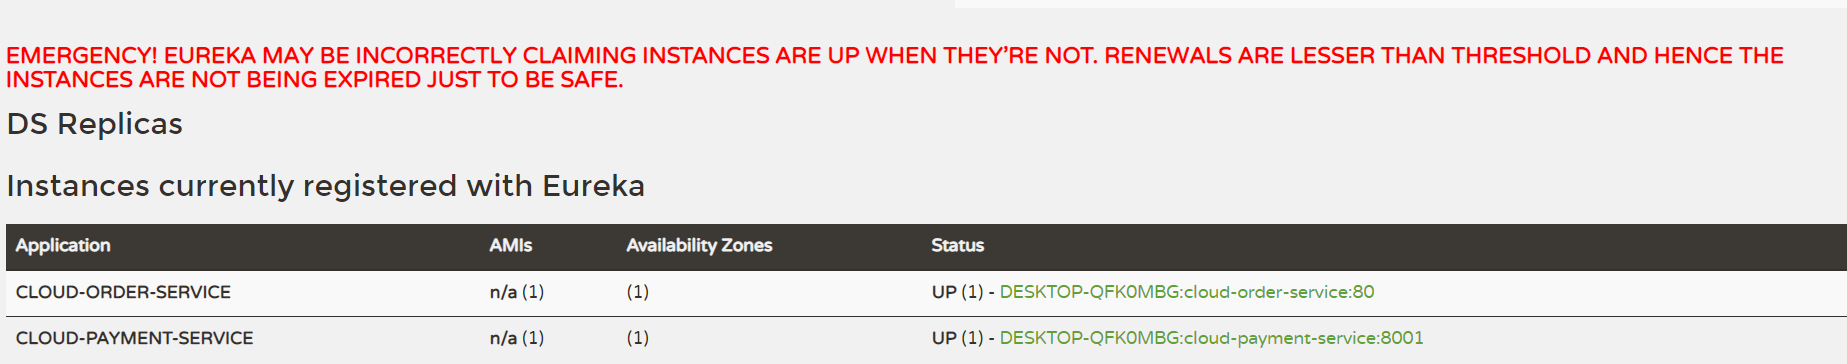 EMERGENCY! EUREKA MAY BE INCORRECTLY CLAIMING INSTANCES ARE UP WHEN THEY'RE NOT. RENEWALS ARE LESSER THAN THRESHOLD AND HENCE THE
INSTANCES ARE NOT BEING EXPIRED JUST TO BE SAFE.
DS Replicas
Instances currently registered with Eureka
Application AMIs Availability Zones Status
CLOUD-ORDER-SERVICE n/a (1) (1) UP (1) - DESKTOP-QFK0MBG:cloud-order-service:80
CLOUD-PAYMENT-SERVICE n/a (1) (1) UP (1) - DESKTOP-QFK0MBG:cloud-payment-service:8001